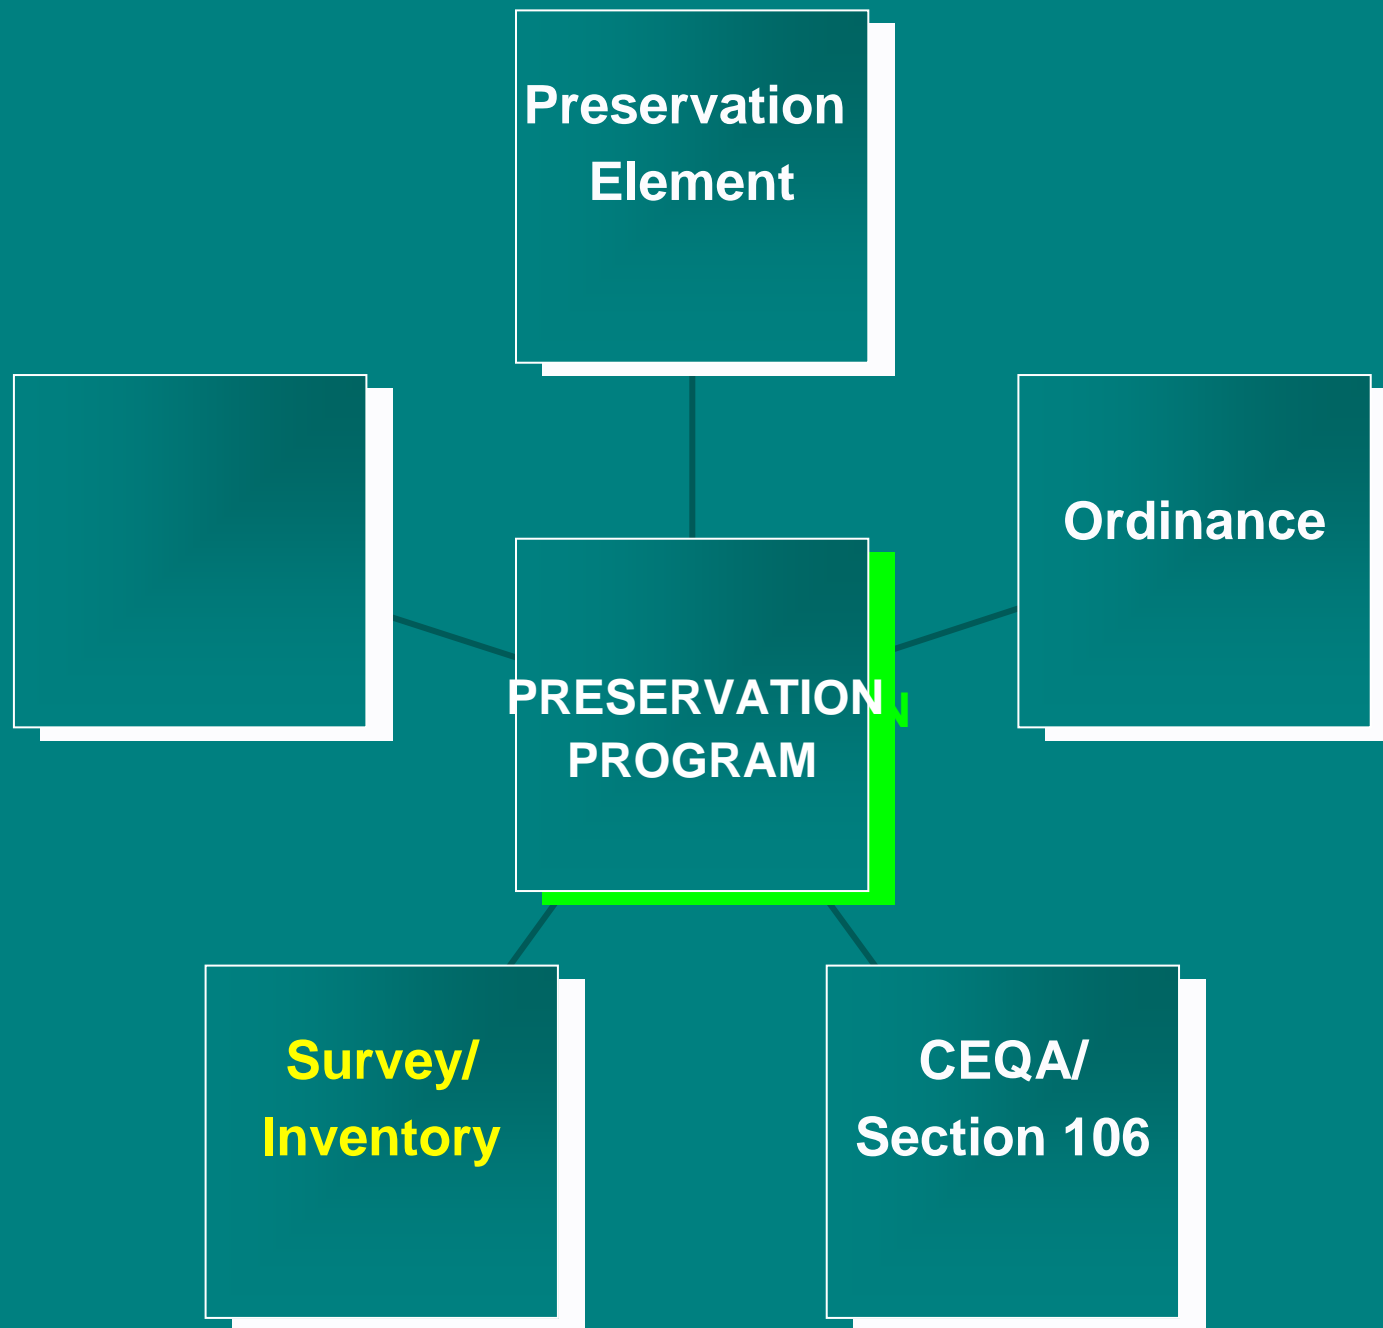 Preservation
Element
Ordinance
PRESERVATION
PROGRAM
Survey/
Inventory
CEQA/
Section 106